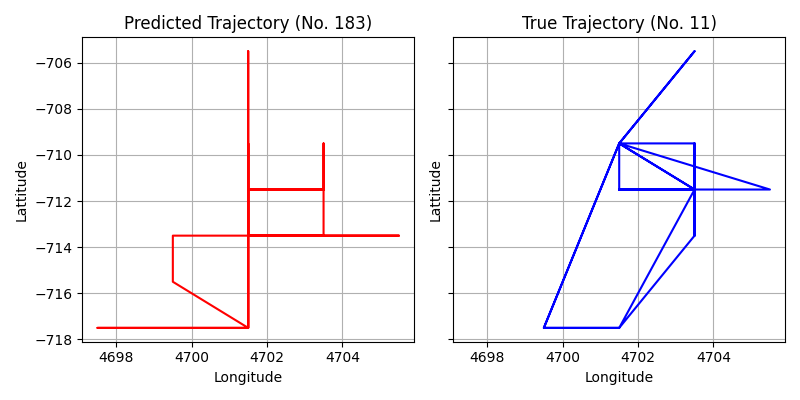 Predicted Trajectory (No. 183)
True Trajectory (No. 11)
Lattitude
−706
−708
−710
−712
−714
−716
−718
4698
4700
4702
4704
Longitude
Lattitude
4698
4700
4702
4704
Longitude